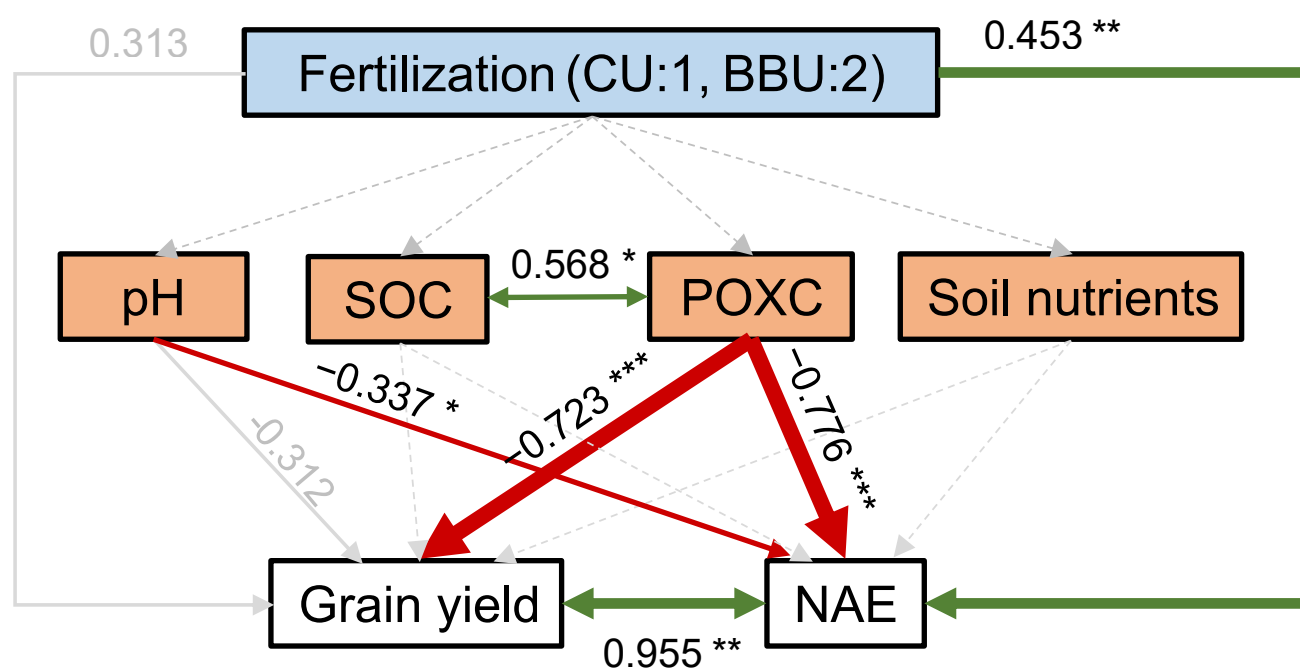 0.313
0.453 **
Fertilization (CU:1, BBU:2)
pH
SOC
0.568 *
POXC
Soil nutrients
−0.337 *
−0.723 ***
−0.776 ***
-0.312
Grain yield
NAE
0.955 **